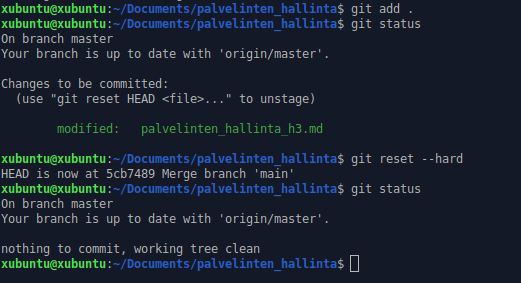 xubuntu@xubuntu:~/Documents/palvelinten_hallinta$ git add .
xubuntu@xubuntu:~/Documents/palvelinten_hallinta$ git status
On branch master
Your branch is up to date with 'origin/master'.
Changes to be committed:
  (use "git reset HEAD <file>..." to unstage)
        modified:   palvelinten_hallinta_h3.md
xubuntu@xubuntu:~/Documents/palvelinten_hallinta$ git reset --hard
HEAD is now at 5cb7489 Merge branch 'main'
xubuntu@xubuntu:~/Documents/palvelinten_hallinta$ git status
On branch master
Your branch is up to date with 'origin/master'.
nothing to commit, working tree clean
xubuntu@xubuntu:~/Documents/palvelinten_hallinta$